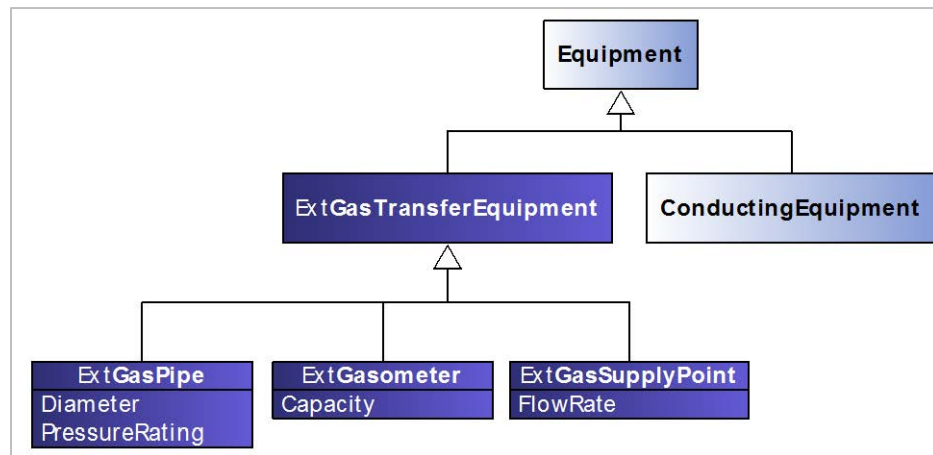 Equipment
ExtGasTransferEquipment
ConductingEquipment
ExtGasPipe
Diameter
PressureRating
ExtGasometer
Capacity
ExtGasSupplyPoint
FlowRate